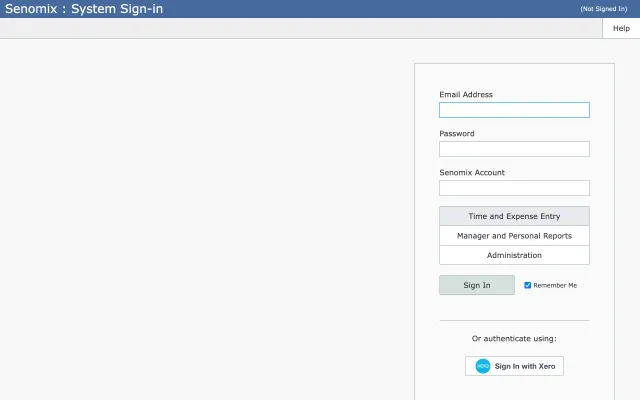 Senomix : System Sign-in
(Not Signed In)
Help
Email Address
Password
Senomix Account
Time and Expense Entry
Manager and Personal Reports
Administration
Sign In
Remember Me
Or authenticate using:
xero
Sign In with Xero